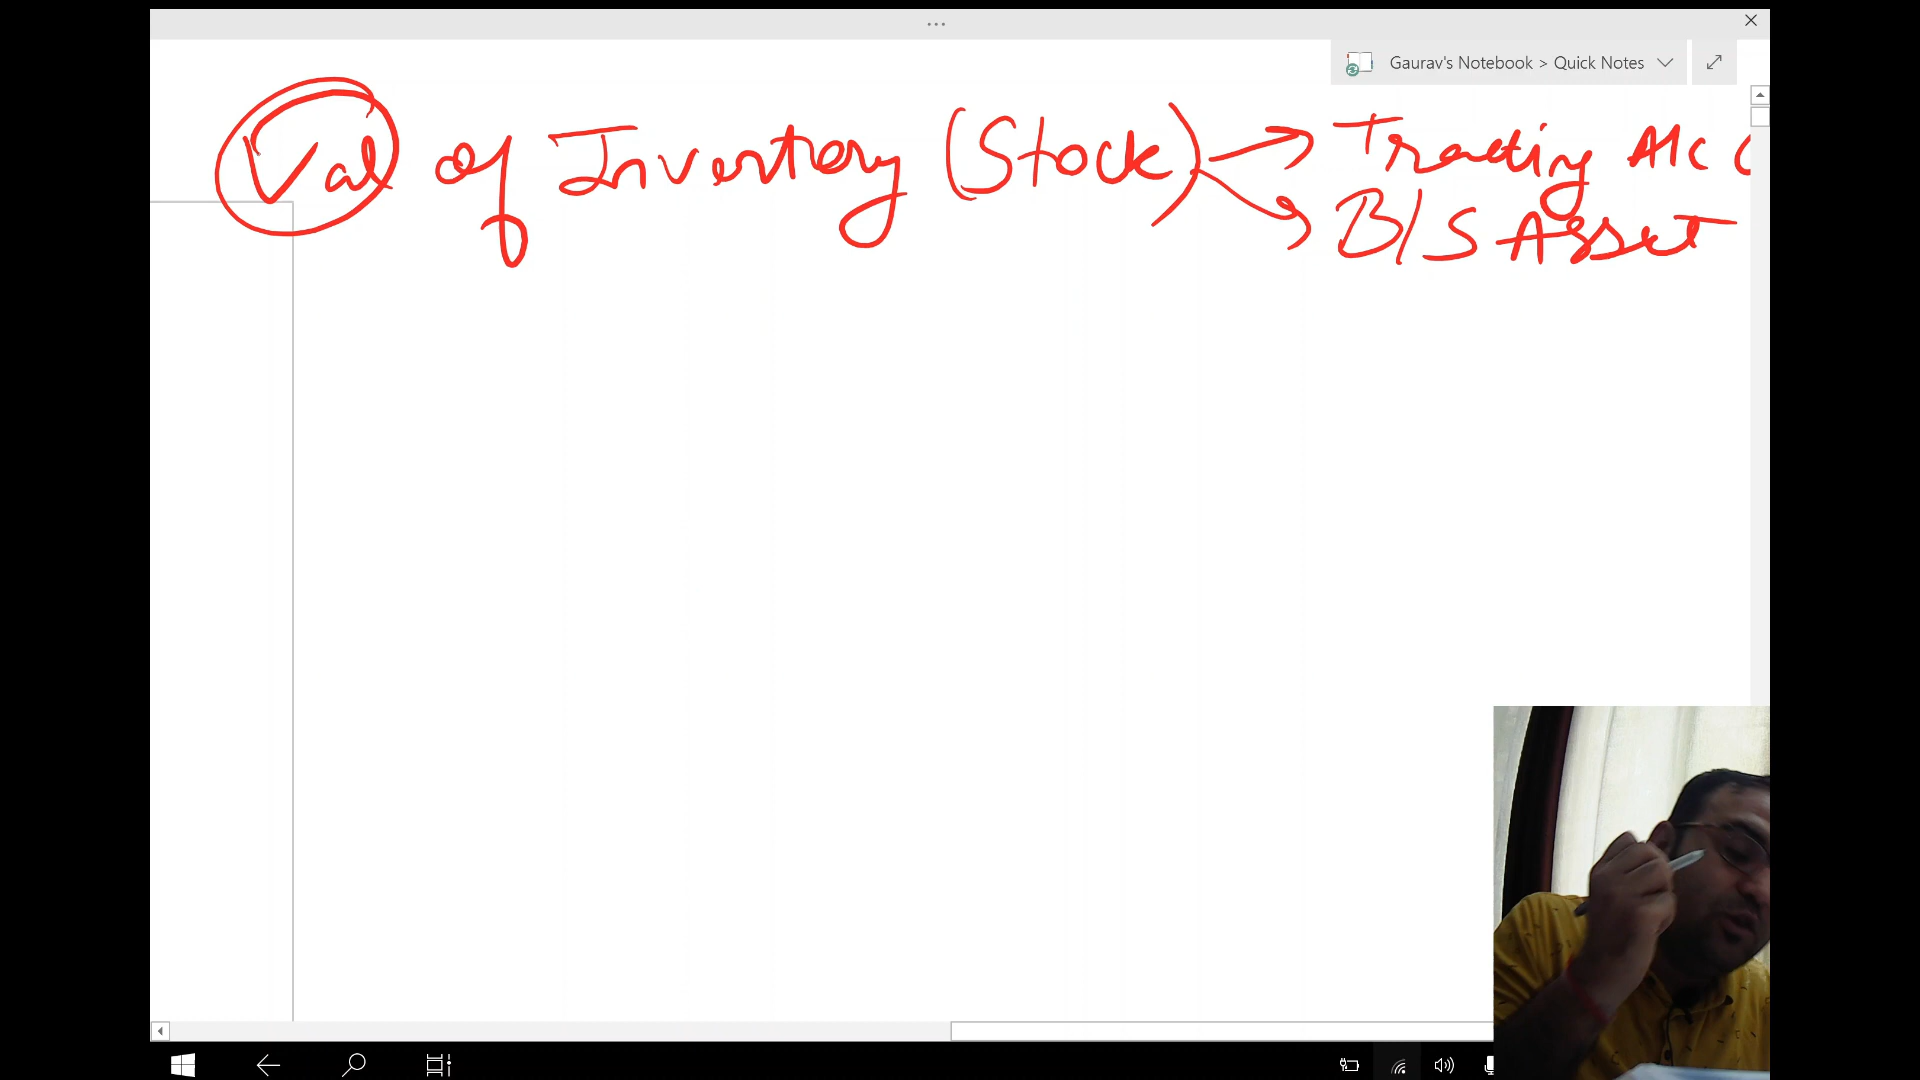 Gaurav's Notebook > Quick Notes
Val of Inventory (Stock) → Trading A/c
B/S Asset